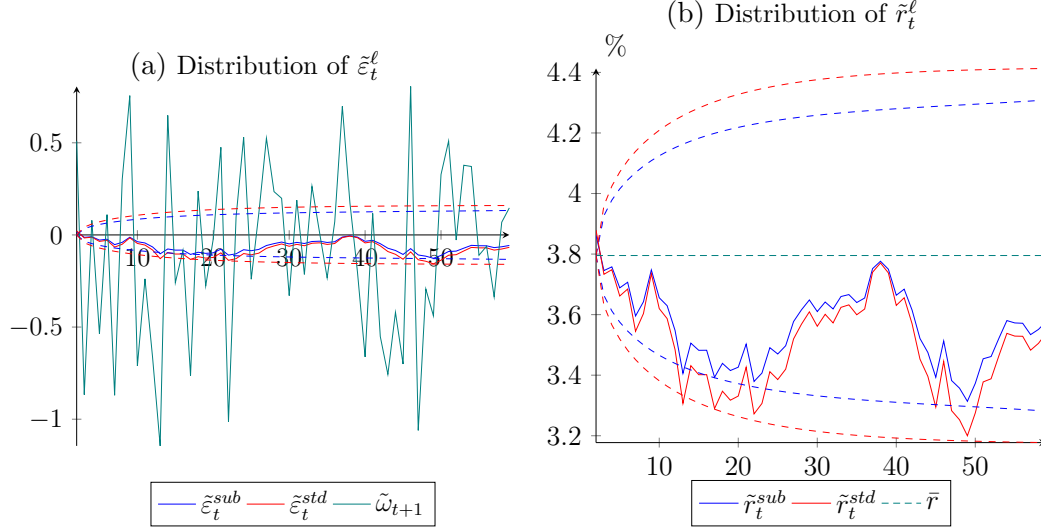 (a) Distribution of ε̃ₜ^ℓ
0.5
0
−0.5
−1
10 20 30 40 50
ε̃ₜ^sub ε̃ₜ^std ω̃ₜ₊₁
(b) Distribution of r̃ₜ^ℓ
%
4.4
4.2
4
3.8
3.6
3.4
3.2
10 20 30 40 50
r̃ₜ^sub r̃ₜ^std r̄